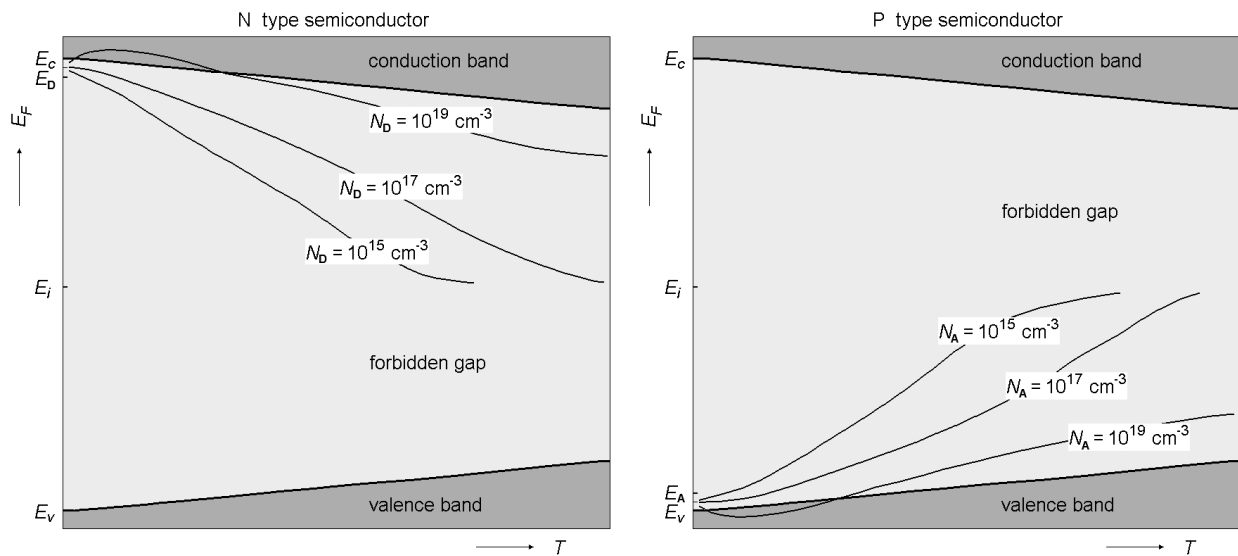 N type semiconductor
P type semiconductor
E_c
E_D
E_F
E_i
E_v
T
conduction band
N_D = 10^19 cm^-3
N_D = 10^17 cm^-3
N_D = 10^15 cm^-3
forbidden gap
valence band
E_c
E_F
E_i
E_A
E_v
T
conduction band
forbidden gap
N_A = 10^15 cm^-3
N_A = 10^17 cm^-3
N_A = 10^19 cm^-3
valence band